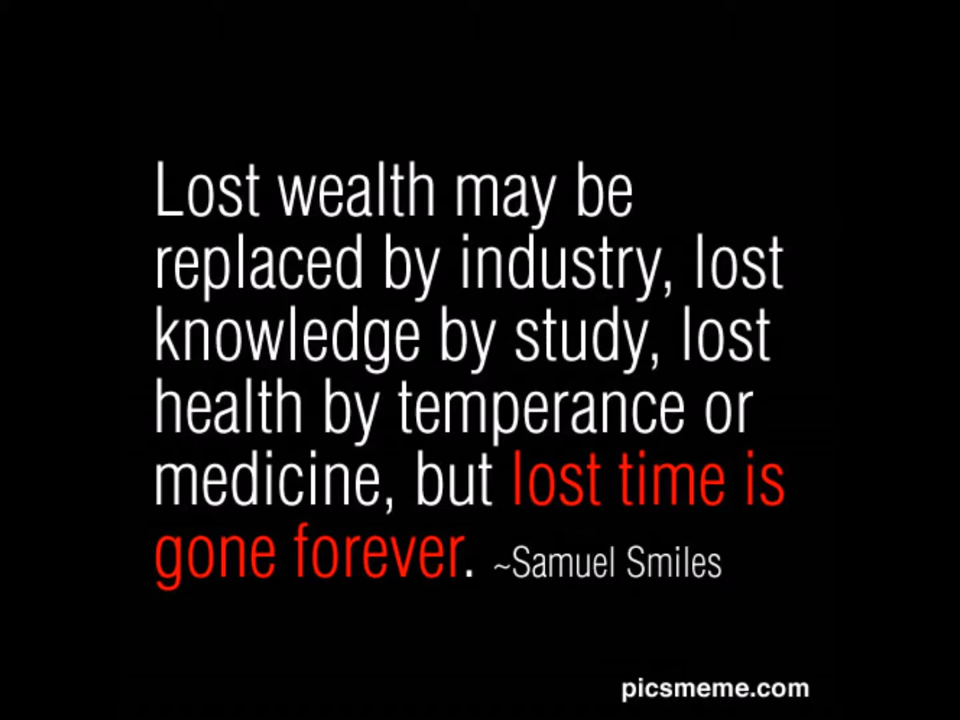 Lost wealth may be
replaced by industry, lost
knowledge by study, lost
health by temperance or
medicine, but lost time is
gone forever. ~Samuel Smiles
picsmeme.com